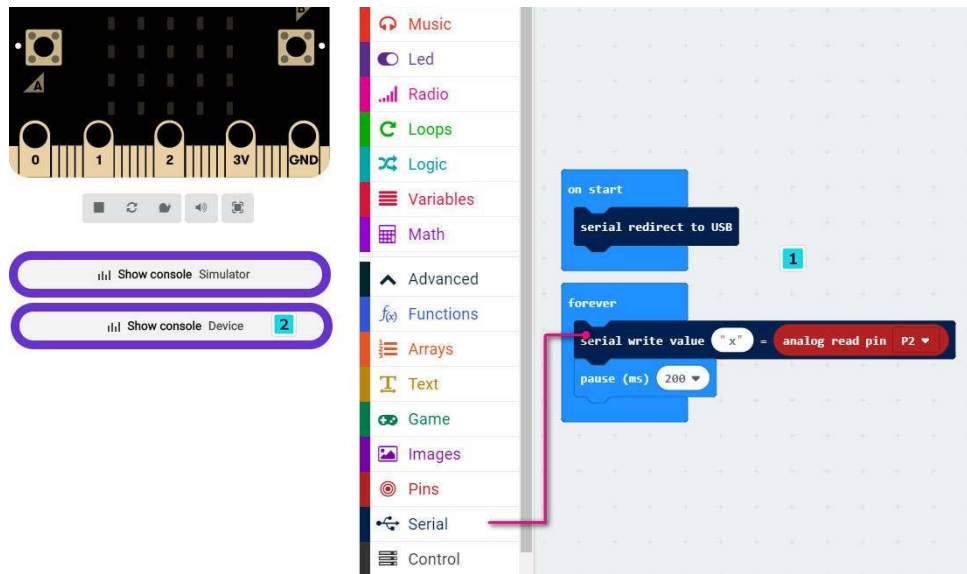 B
A
0 1 2 3V GND
Show console Simulator
Show console Device 2
Music
Led
Radio
Loops
Logic
Variables
Math
Advanced
f(x) Functions
Arrays
Text
Game
Images
Pins
Serial
Control
on start
serial redirect to USB
1
forever
serial write value "x" = analog read pin P2
pause (ms) 200